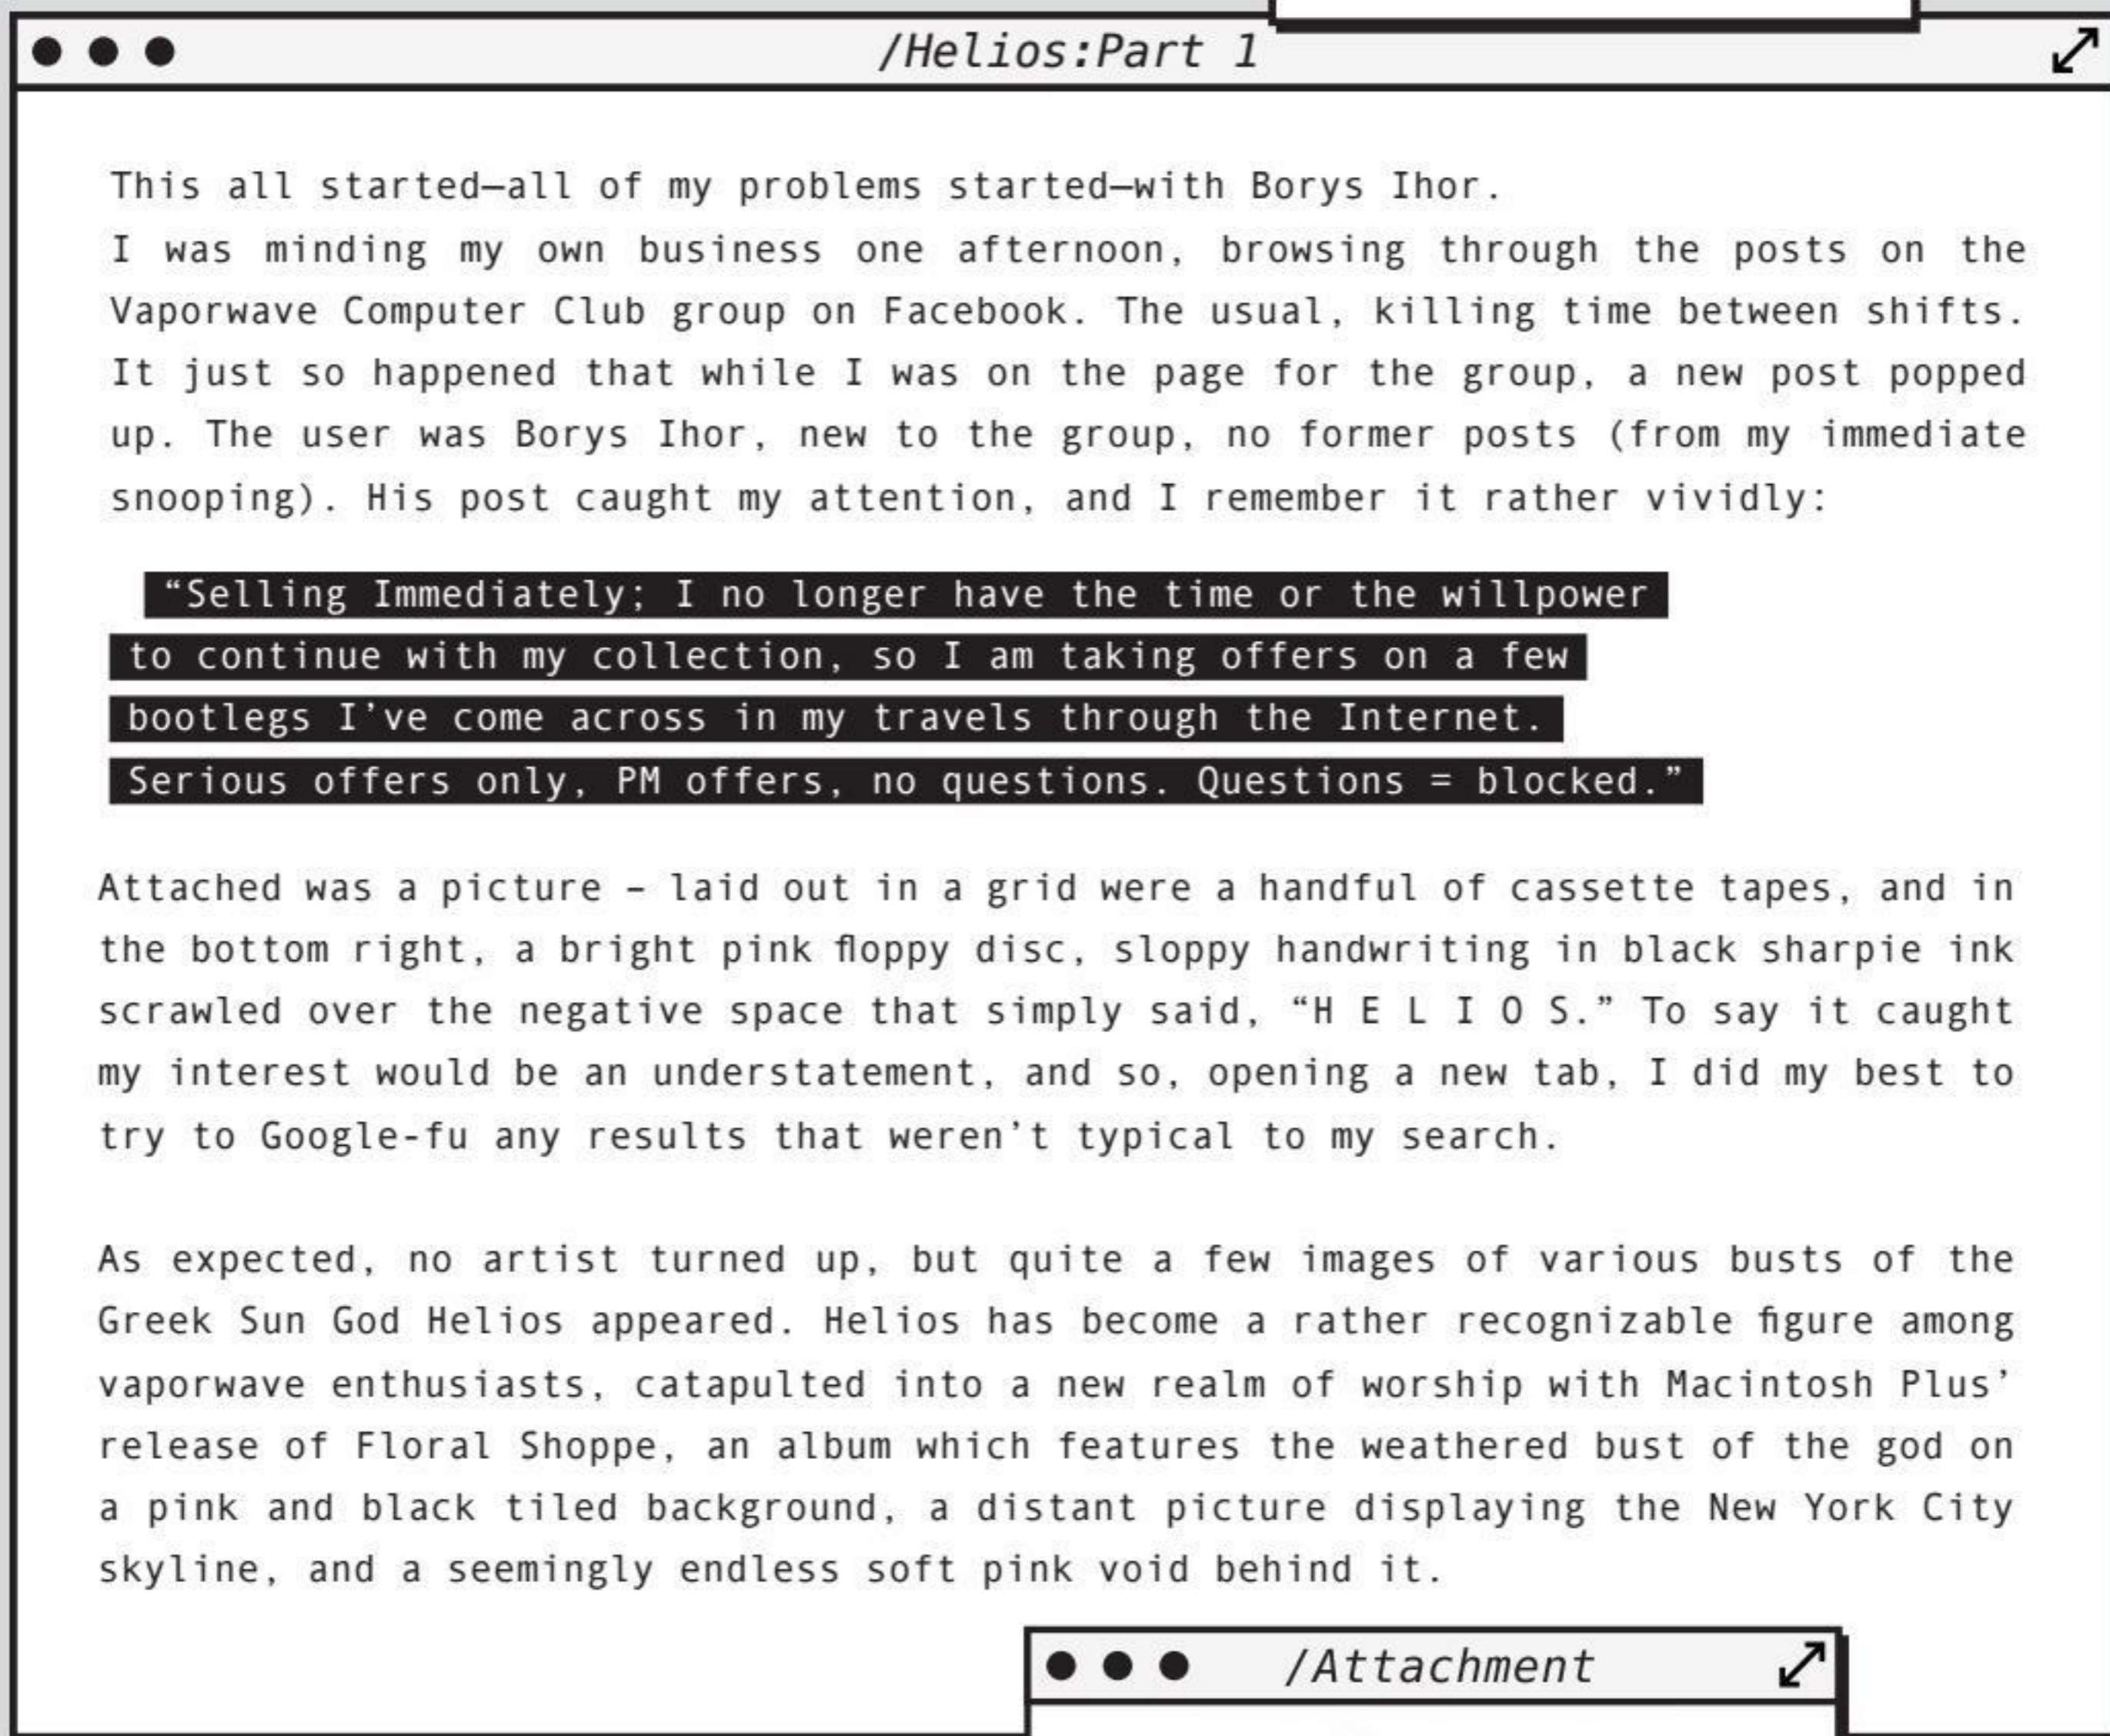 /Helios:Part 1
This all started—all of my problems started—with Borys Ihor.
I was minding my own business one afternoon, browsing through the posts on the
Vaporwave Computer Club group on Facebook. The usual, killing time between shifts.
It just so happened that while I was on the page for the group, a new post popped
up. The user was Borys Ihor, new to the group, no former posts (from my immediate
snooping). His post caught my attention, and I remember it rather vividly:
“Selling Immediately; I no longer have the time or the willpower
to continue with my collection, so I am taking offers on a few
bootlegs I’ve come across in my travels through the Internet.
Serious offers only, PM offers, no questions. Questions = blocked.”
Attached was a picture – laid out in a grid were a handful of cassette tapes, and in
the bottom right, a bright pink floppy disc, sloppy handwriting in black sharpie ink
scrawled over the negative space that simply said, “H E L I O S.” To say it caught
my interest would be an understatement, and so, opening a new tab, I did my best to
try to Google-fu any results that weren’t typical to my search.
As expected, no artist turned up, but quite a few images of various busts of the
Greek Sun God Helios appeared. Helios has become a rather recognizable figure among
vaporwave enthusiasts, catapulted into a new realm of worship with Macintosh Plus’
release of Floral Shoppe, an album which features the weathered bust of the god on
a pink and black tiled background, a distant picture displaying the New York City
skyline, and a seemingly endless soft pink void behind it.
/Attachment